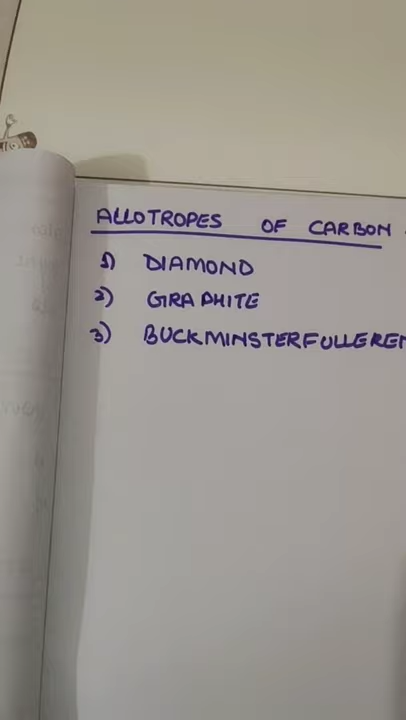 ALLOTROPES OF CARBON
1) DIAMOND
2) GRAPHITE
3) BUCKMINSTERFULLEREN